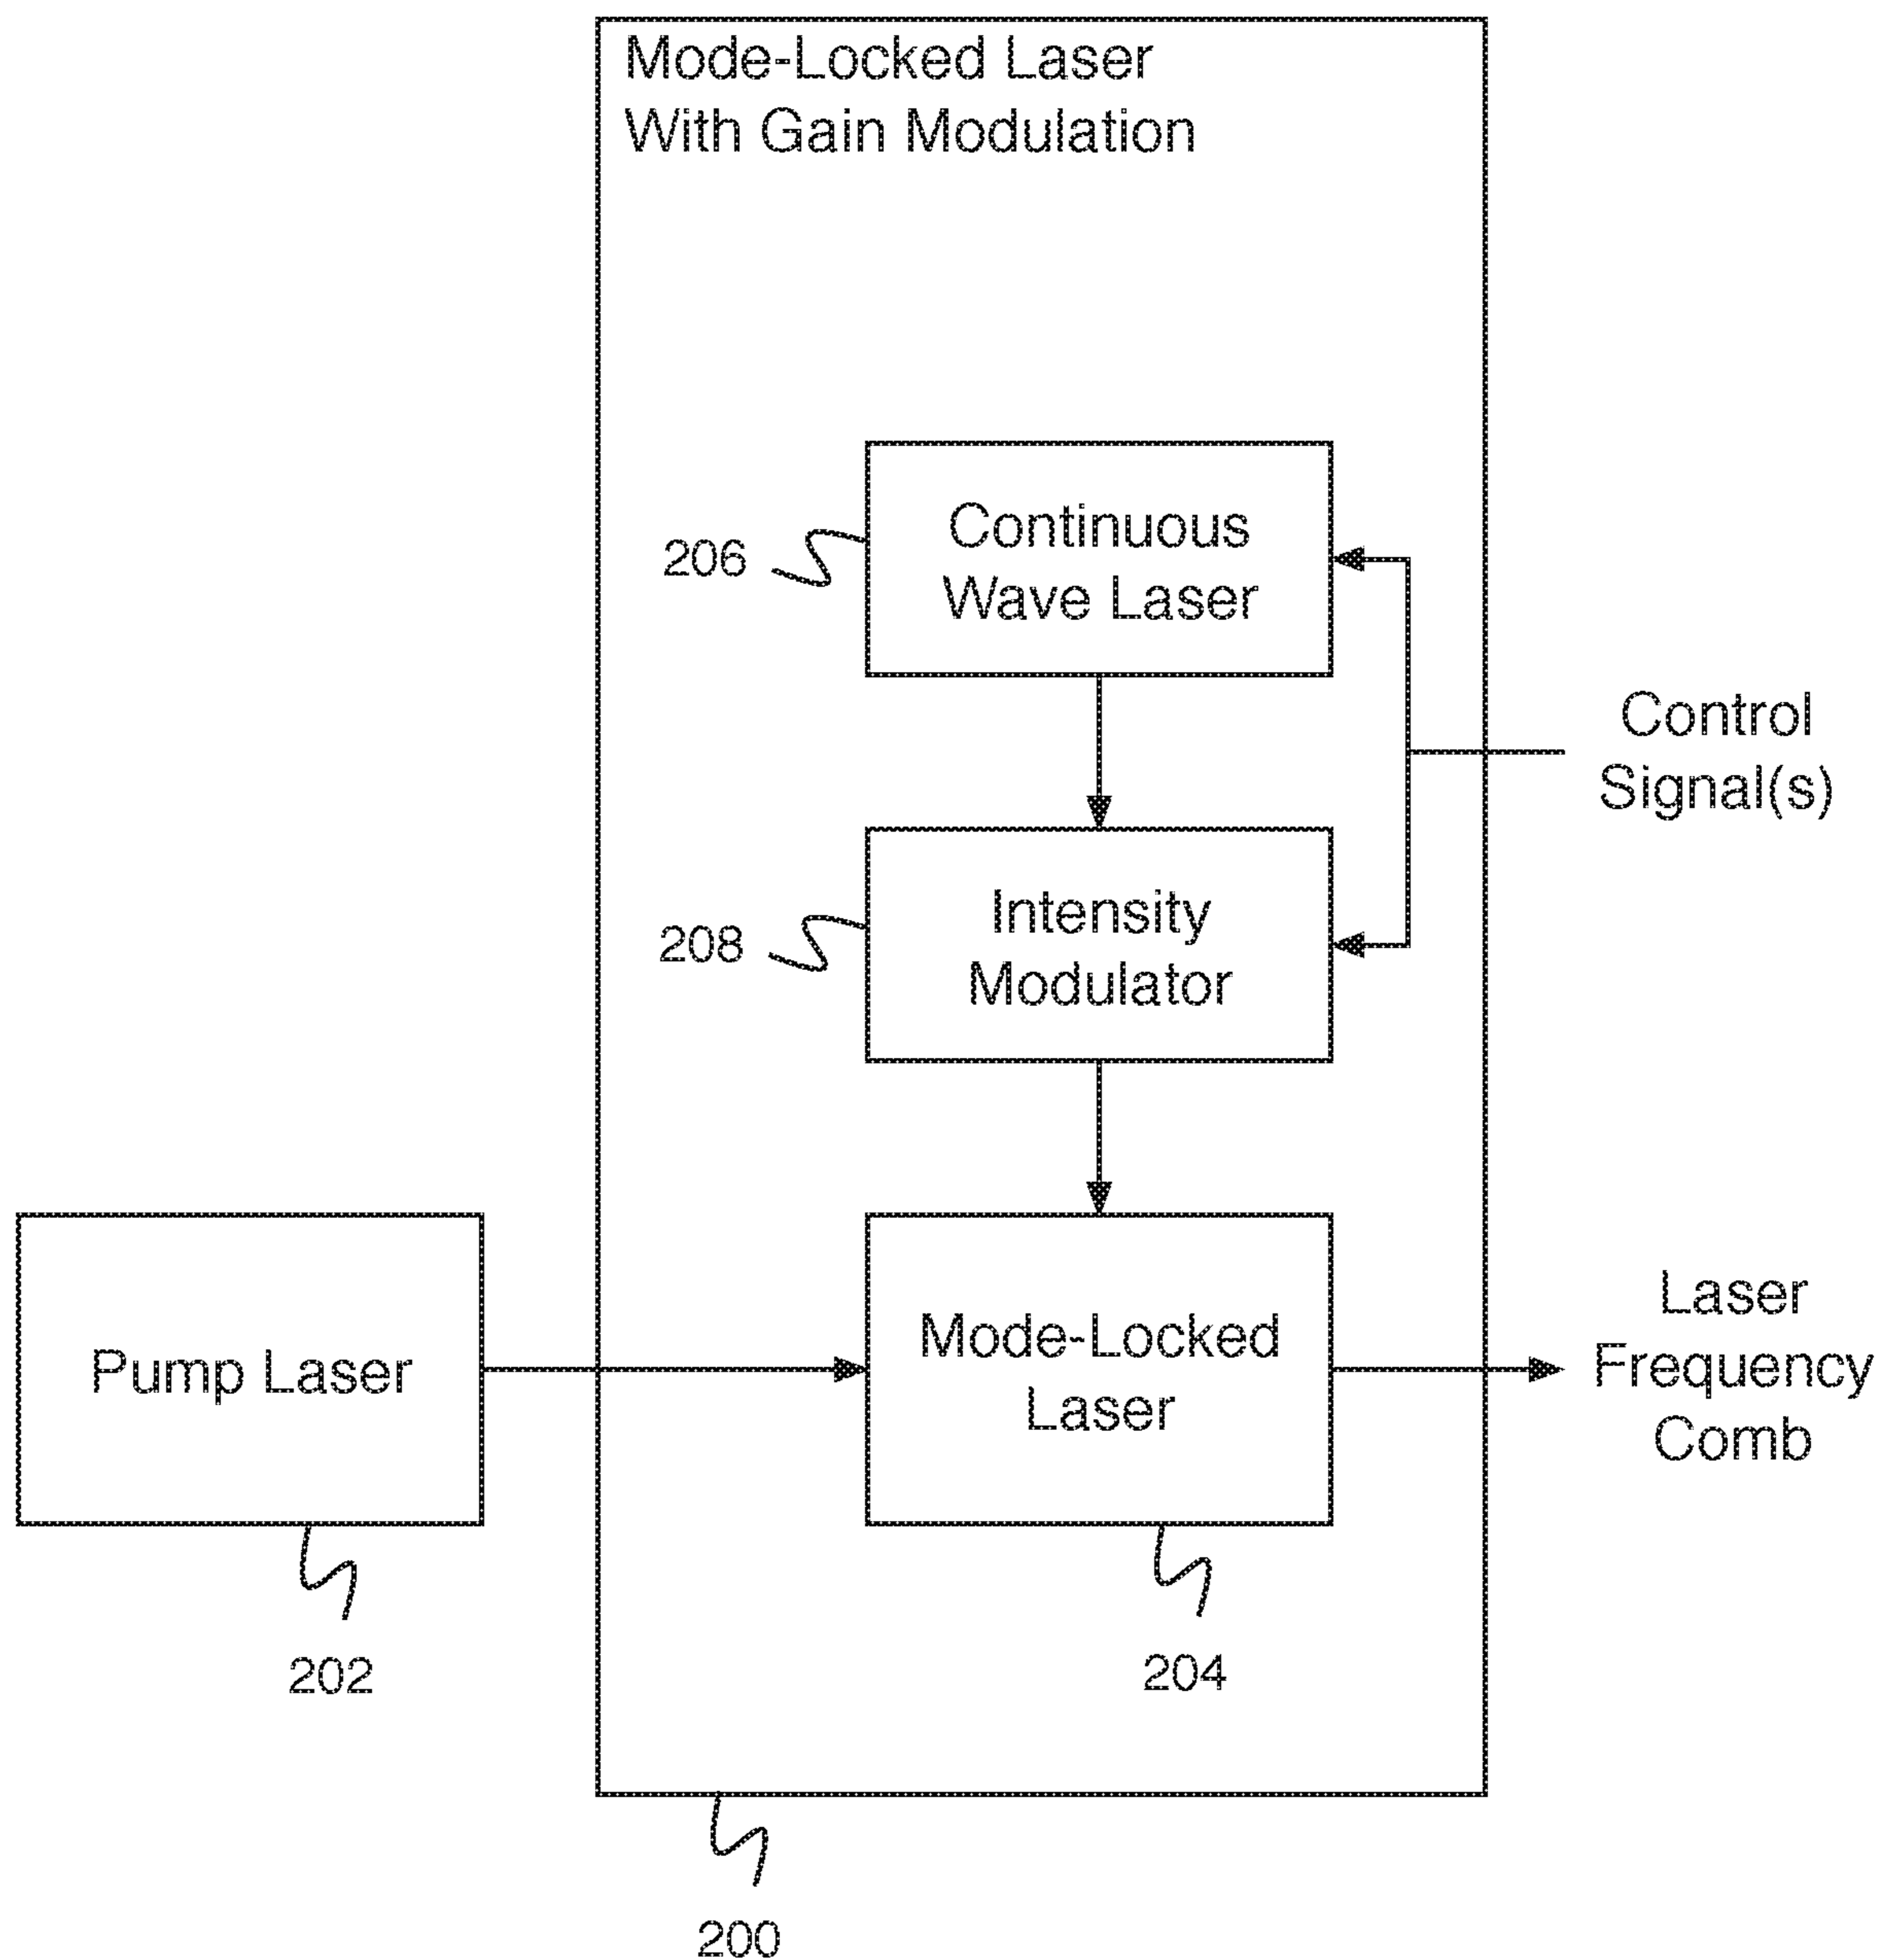 Mode-Locked Laser
With Gain Modulation
Continuous
Wave Laser
206
Control
Signal(s)
Intensity
Modulator
208
Pump Laser
Mode-Locked
Laser
Laser
Frequency
Comb
202
204
200